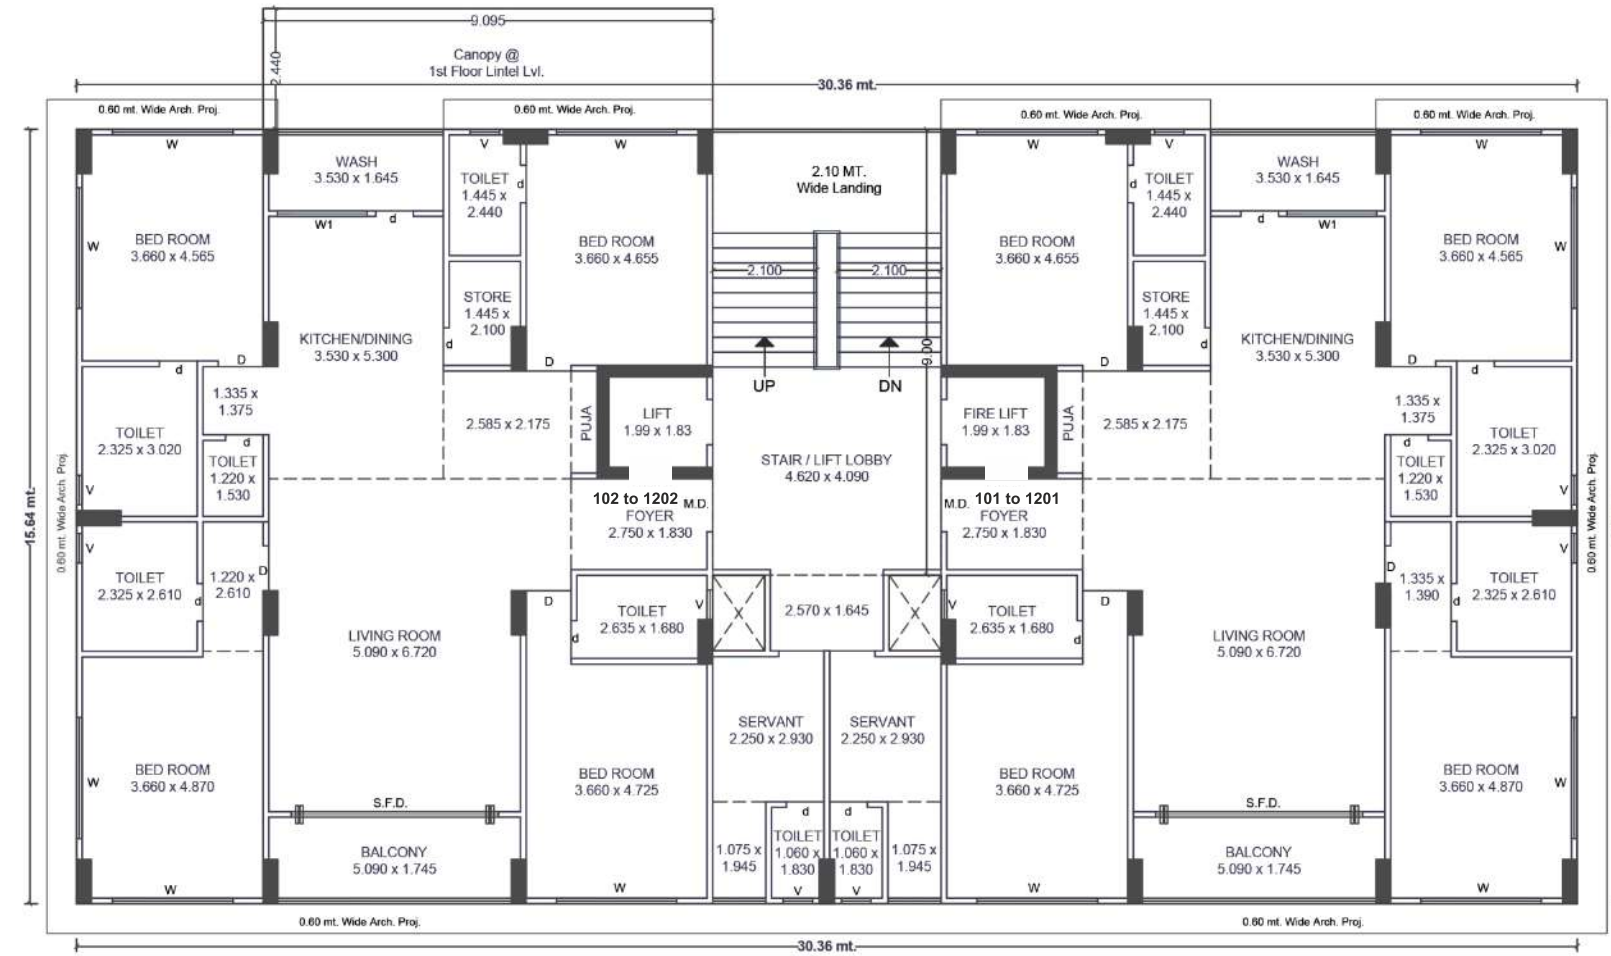 9.095
2.440
Canopy @
1st Floor Lintel Lvl.
30.36 mt.
0.60 mt. Wide Arch. Proj.
0.60 mt. Wide Arch. Proj.
0.60 mt. Wide Arch. Proj.
0.60 mt. Wide Arch. Proj.
W
V
W
W
V
W
WASH
3.530 x 1.645
TOILET
1.445 x
2.440
d
2.10 MT.
Wide Landing
d
TOILET
1.445 x
2.440
WASH
3.530 x 1.645
W1
d
d
W1
W
BED ROOM
3.660 x 4.565
BED ROOM
3.660 x 4.655
2.100
2.100
BED ROOM
3.660 x 4.655
BED ROOM
3.660 x 4.565
W
STORE
1.445 x
2.100
d
STORE
1.445 x
2.100
d
KITCHEN/DINING
3.530 x 5.300
KITCHEN/DINING
3.530 x 5.300
9.00
D
d
D
UP
DN
D
D
d
1.335 x
1.375
2.585 x 2.175
PUJA
LIFT
1.99 x 1.83
FIRE LIFT
1.99 x 1.83
PUJA
2.585 x 2.175
1.335 x
1.375
TOILET
2.325 x 3.020
d
TOILET
1.220 x
1.530
STAIR / LIFT LOBBY
4.620 x 4.090
d
TOILET
1.220 x
1.530
TOILET
2.325 x 3.020
V
V
102 to 1202
M.D.
FOYER
2.750 x 1.830
101 to 1201
M.D.
FOYER
2.750 x 1.830
15.64 mt.
0.60 mt. Wide Arch. Proj.
0.60 mt. Wide Arch. Proj.
V
V
TOILET
2.325 x 2.610
d
1.220 x
2.610
D
D
1.335 x
1.390
d
TOILET
2.325 x 2.610
D
TOILET
2.635 x 1.680
V
d
2.570 x 1.645
V
TOILET
2.635 x 1.680
d
D
LIVING ROOM
5.090 x 6.720
LIVING ROOM
5.090 x 6.720
SERVANT
2.250 x 2.930
SERVANT
2.250 x 2.930
W
BED ROOM
3.660 x 4.870
BED ROOM
3.660 x 4.725
BED ROOM
3.660 x 4.725
BED ROOM
3.660 x 4.870
W
S.F.D.
S.F.D.
d
d
1.075 x
1.945
TOILET
1.060 x
1.830
TOILET
1.060 x
1.830
1.075 x
1.945
BALCONY
5.090 x 1.745
BALCONY
5.090 x 1.745
W
W
V
V
W
W
0.60 mt. Wide Arch. Proj.
0.60 mt. Wide Arch. Proj.
30.36 mt.